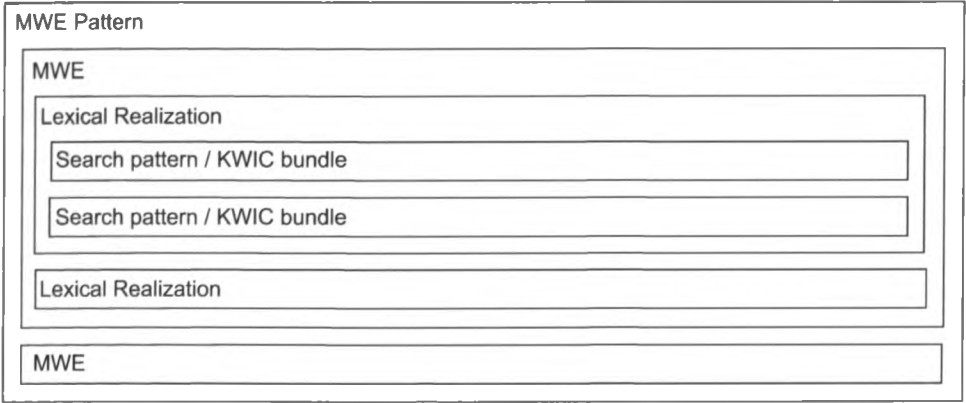 MWE Pattern
MWE
Lexical Realization
Search pattern / KWIC bundle
Search pattern / KWIC bundle
Lexical Realization
MWE